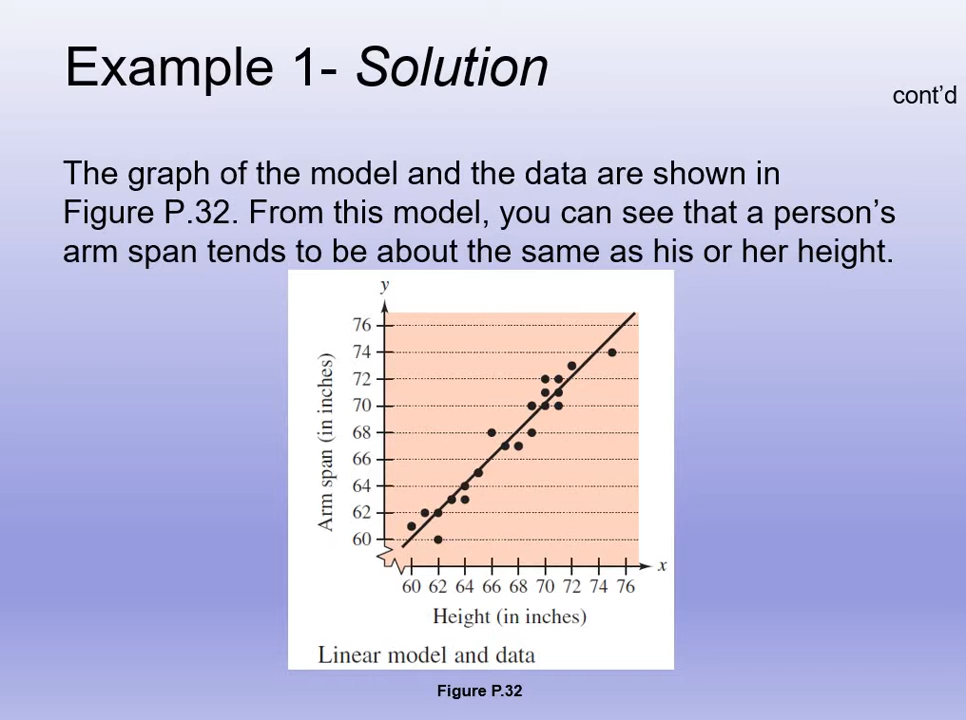 Example 1- Solution
cont’d
The graph of the model and the data are shown in
Figure P.32. From this model, you can see that a person’s
arm span tends to be about the same as his or her height.
y
76
74
72
70
68
66
64
62
60
Arm span (in inches)
x
60 62 64 66 68 70 72 74 76
Height (in inches)
Linear model and data
Figure P.32